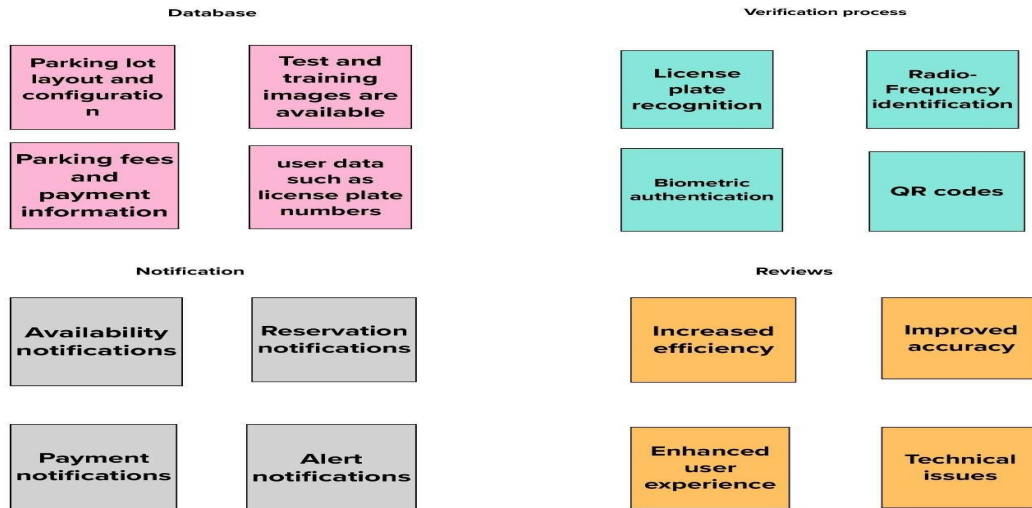 Database
Parking lot
layout and
configuratio
n
Test and
training
images are
available
Parking fees
and
payment
information
user data
such as
license plate
numbers
Verification process
License
plate
recognition
Radio-
Frequency
identification
Biometric
authentication
QR codes
Notification
Availability
notifications
Reservation
notifications
Payment
notifications
Alert
notifications
Reviews
Increased
efficiency
Improved
accuracy
Enhanced
user
experience
Technical
issues